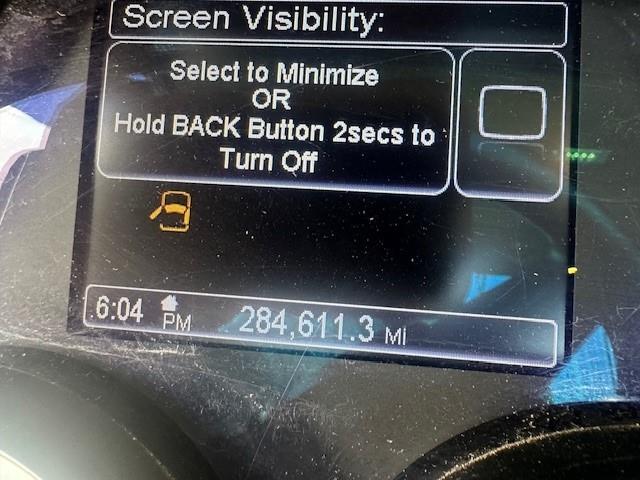 Screen Visibility:
Select to Minimize
OR
Hold BACK Button 2secs to
Turn Off
6:04 PM 284,611.3 MI